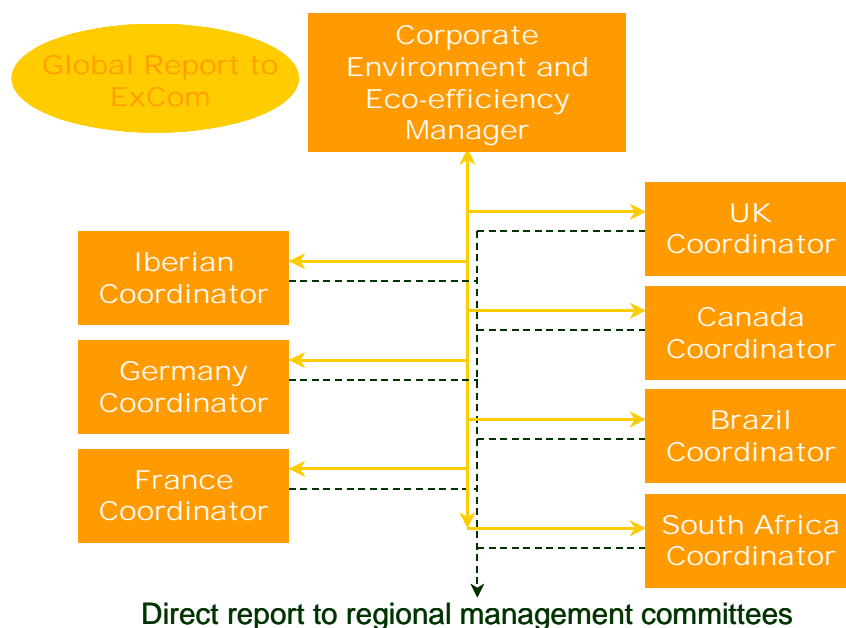 Global Report to
ExCom
Corporate
Environment and
Eco-efficiency
Manager
UK
Coordinator
Iberian
Coordinator
Canada
Coordinator
Germany
Coordinator
Brazil
Coordinator
France
Coordinator
South Africa
Coordinator
Direct report to regional management committees